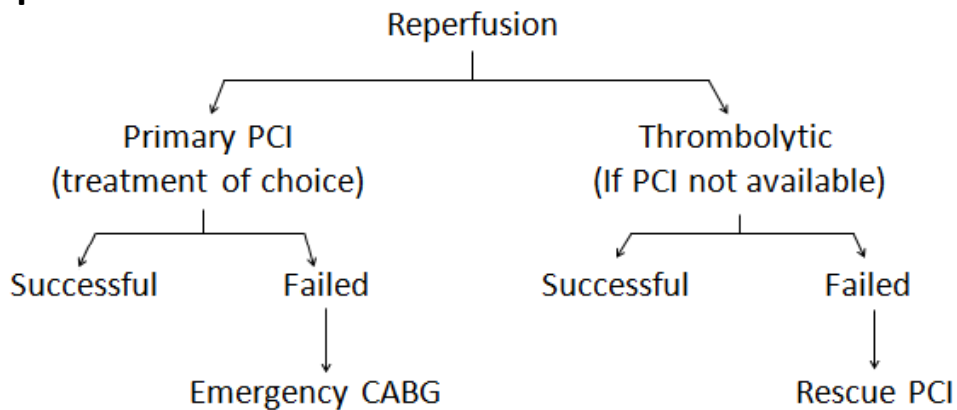 Reperfusion
Primary PCI
(treatment of choice)
Thrombolytic
(If PCI not available)
Successful
Failed
Successful
Failed
Emergency CABG
Rescue PCI